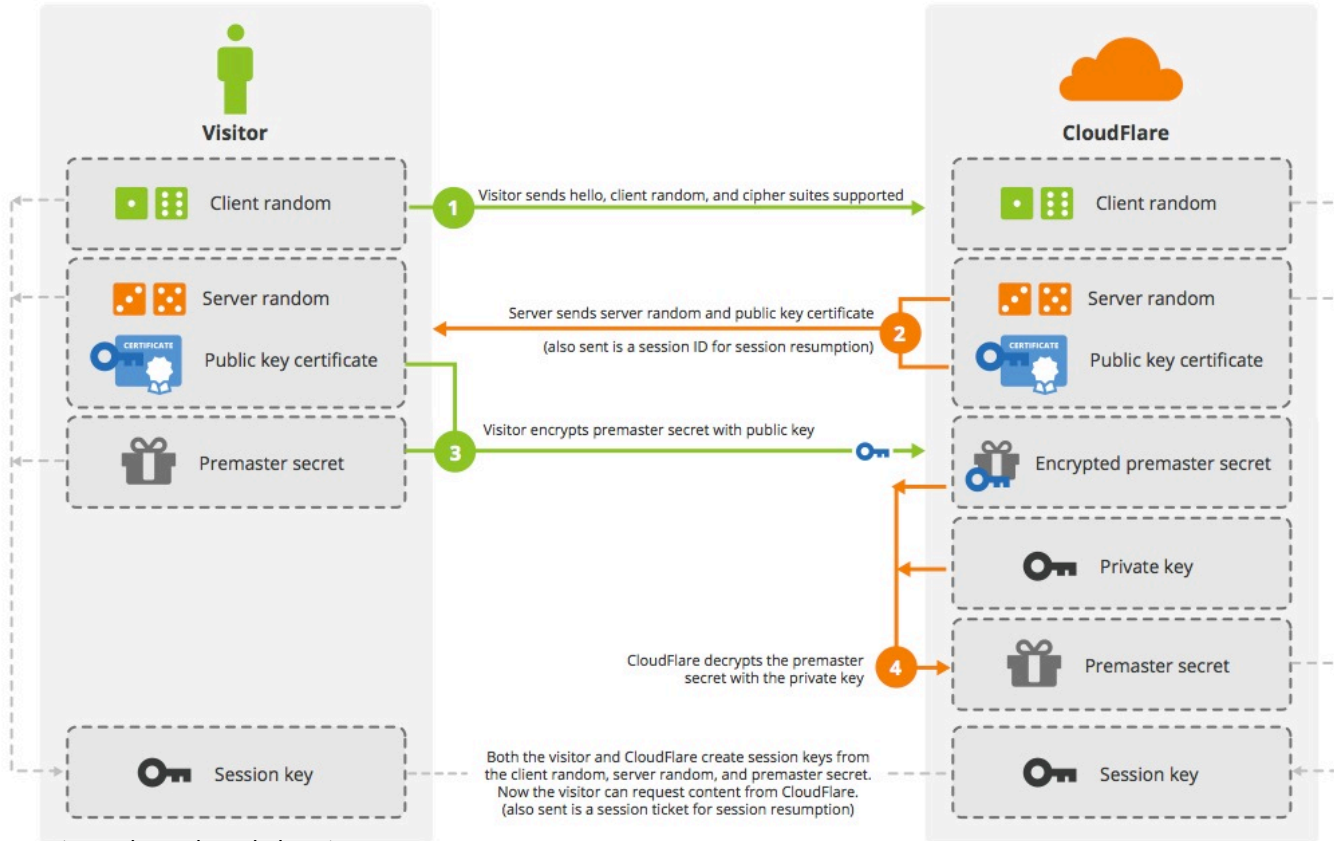 Visitor
CloudFlare
Client random
1
Visitor sends hello, client random, and cipher suites supported
Client random
Server random
CERTIFICATE
Public key certificate
Server sends server random and public key certificate
(also sent is a session ID for session resumption)
2
Server random
CERTIFICATE
Public key certificate
Premaster secret
3
Visitor encrypts premaster secret with public key
Encrypted premaster secret
Private key
CloudFlare decrypts the premaster
secret with the private key
4
Premaster secret
Session key
Both the visitor and CloudFlare create session keys from
the client random, server random, and premaster secret.
Now the visitor can request content from CloudFlare.
(also sent is a session ticket for session resumption)
Session key